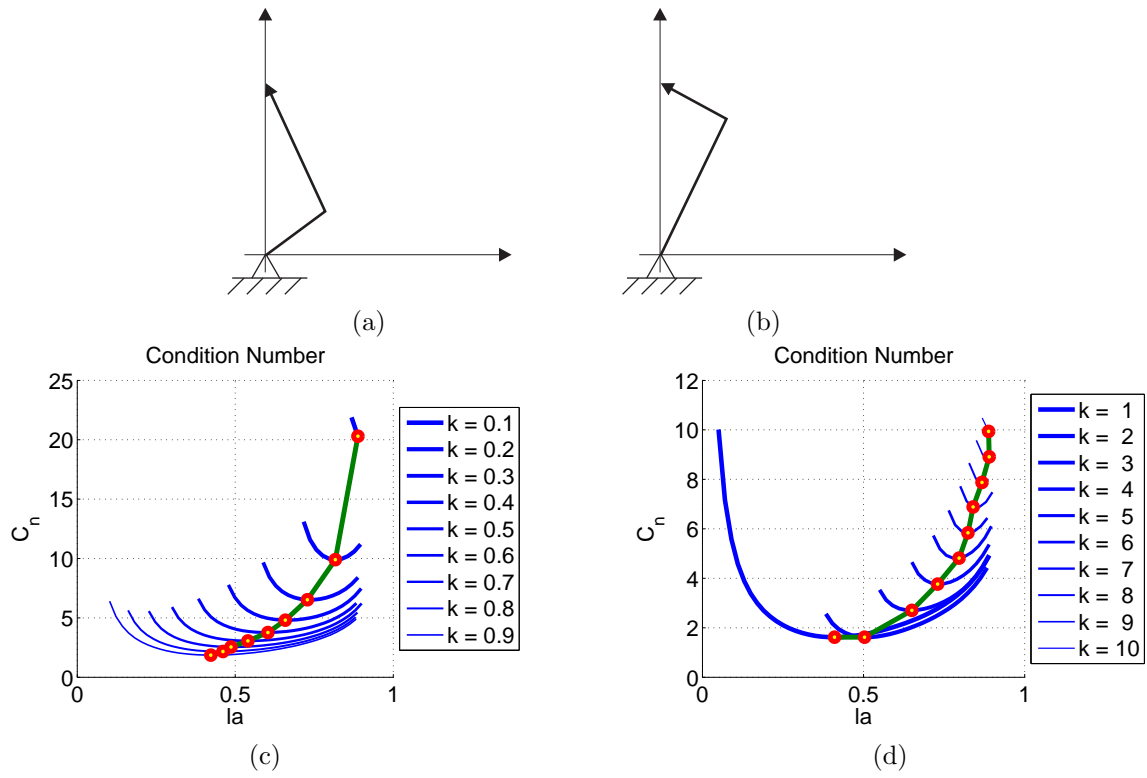 (a)
(b)
Condition Number
25
20
15
10
5
0
C_n
0
0.5
1
la
k = 0.1
k = 0.2
k = 0.3
k = 0.4
k = 0.5
k = 0.6
k = 0.7
k = 0.8
k = 0.9
(c)
Condition Number
12
10
8
6
4
2
0
C_n
0
0.5
1
la
k = 1
k = 2
k = 3
k = 4
k = 5
k = 6
k = 7
k = 8
k = 9
k = 10
(d)